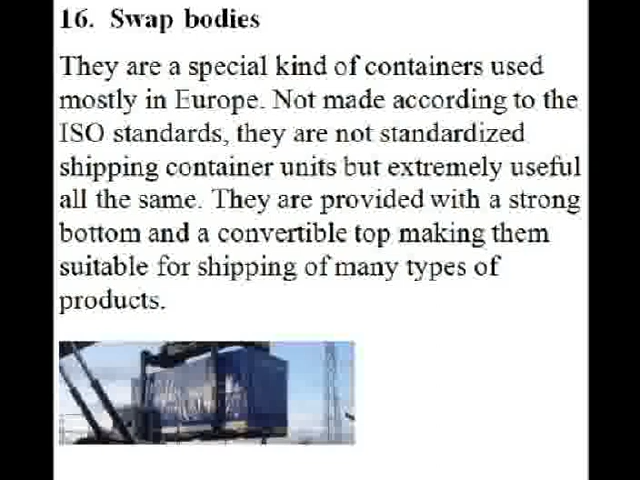 16. Swap bodies
They are a special kind of containers used
mostly in Europe. Not made according to the
ISO standards, they are not standardized
shipping container units but extremely useful
all the same. They are provided with a strong
bottom and a convertible top making them
suitable for shipping of many types of
products.